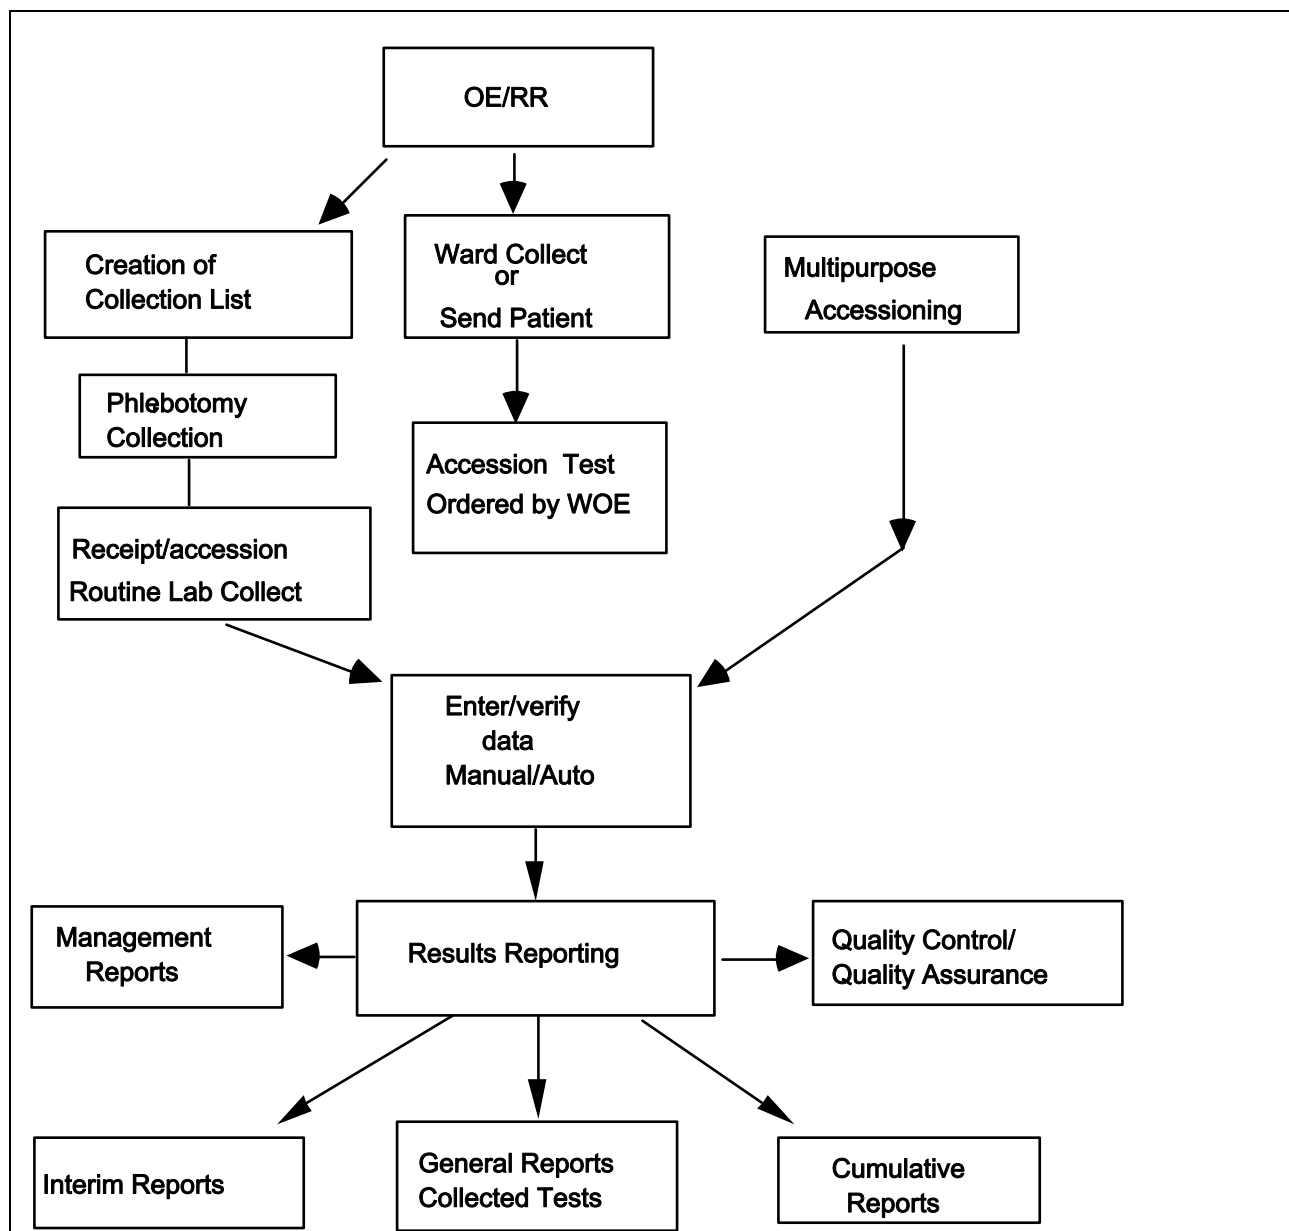 OE/RR
Creation of
Collection List
Ward Collect
or
Send Patient
Multipurpose
Accessioning
Phlebotomy
Collection
Accession Test
Ordered by WOE
Receipt/accession
Routine Lab Collect
Enter/verify
data
Manual/Auto
Management
Reports
Results Reporting
Quality Control/
Quality Assurance
Interim Reports
General Reports
Collected Tests
Cumulative
Reports